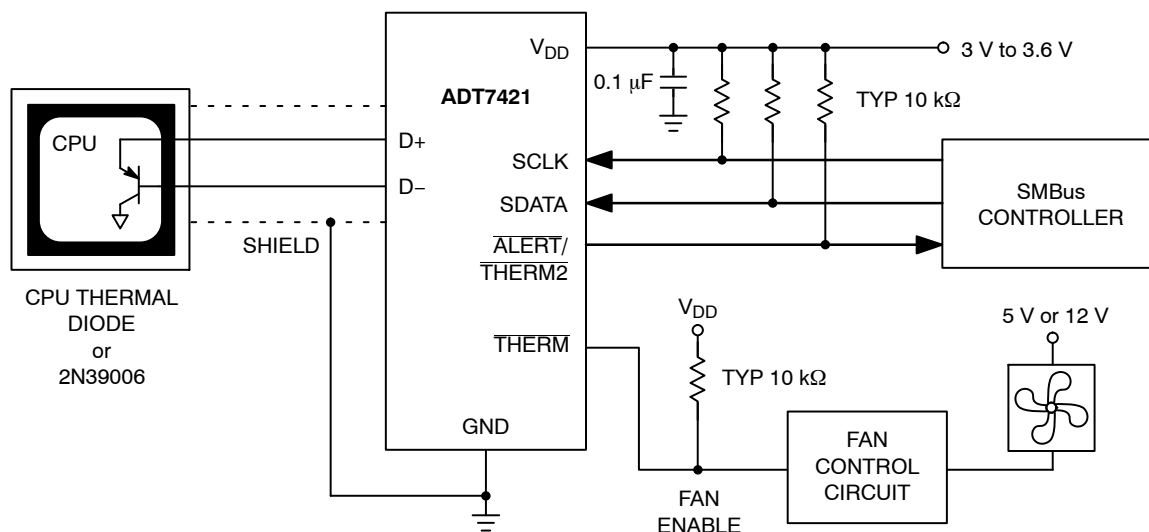 V_DD
3 V to 3.6 V
0.1 μF
ADT7421
TYP 10 kΩ
CPU
D+
SCLK
D−
SDATA
SMBus
CONTROLLER
SHIELD
ALERT/
THERM2
CPU THERMAL
DIODE
or
2N39006
THERM
V_DD
5 V or 12 V
TYP 10 kΩ
GND
FAN
CONTROL
CIRCUIT
FAN
ENABLE